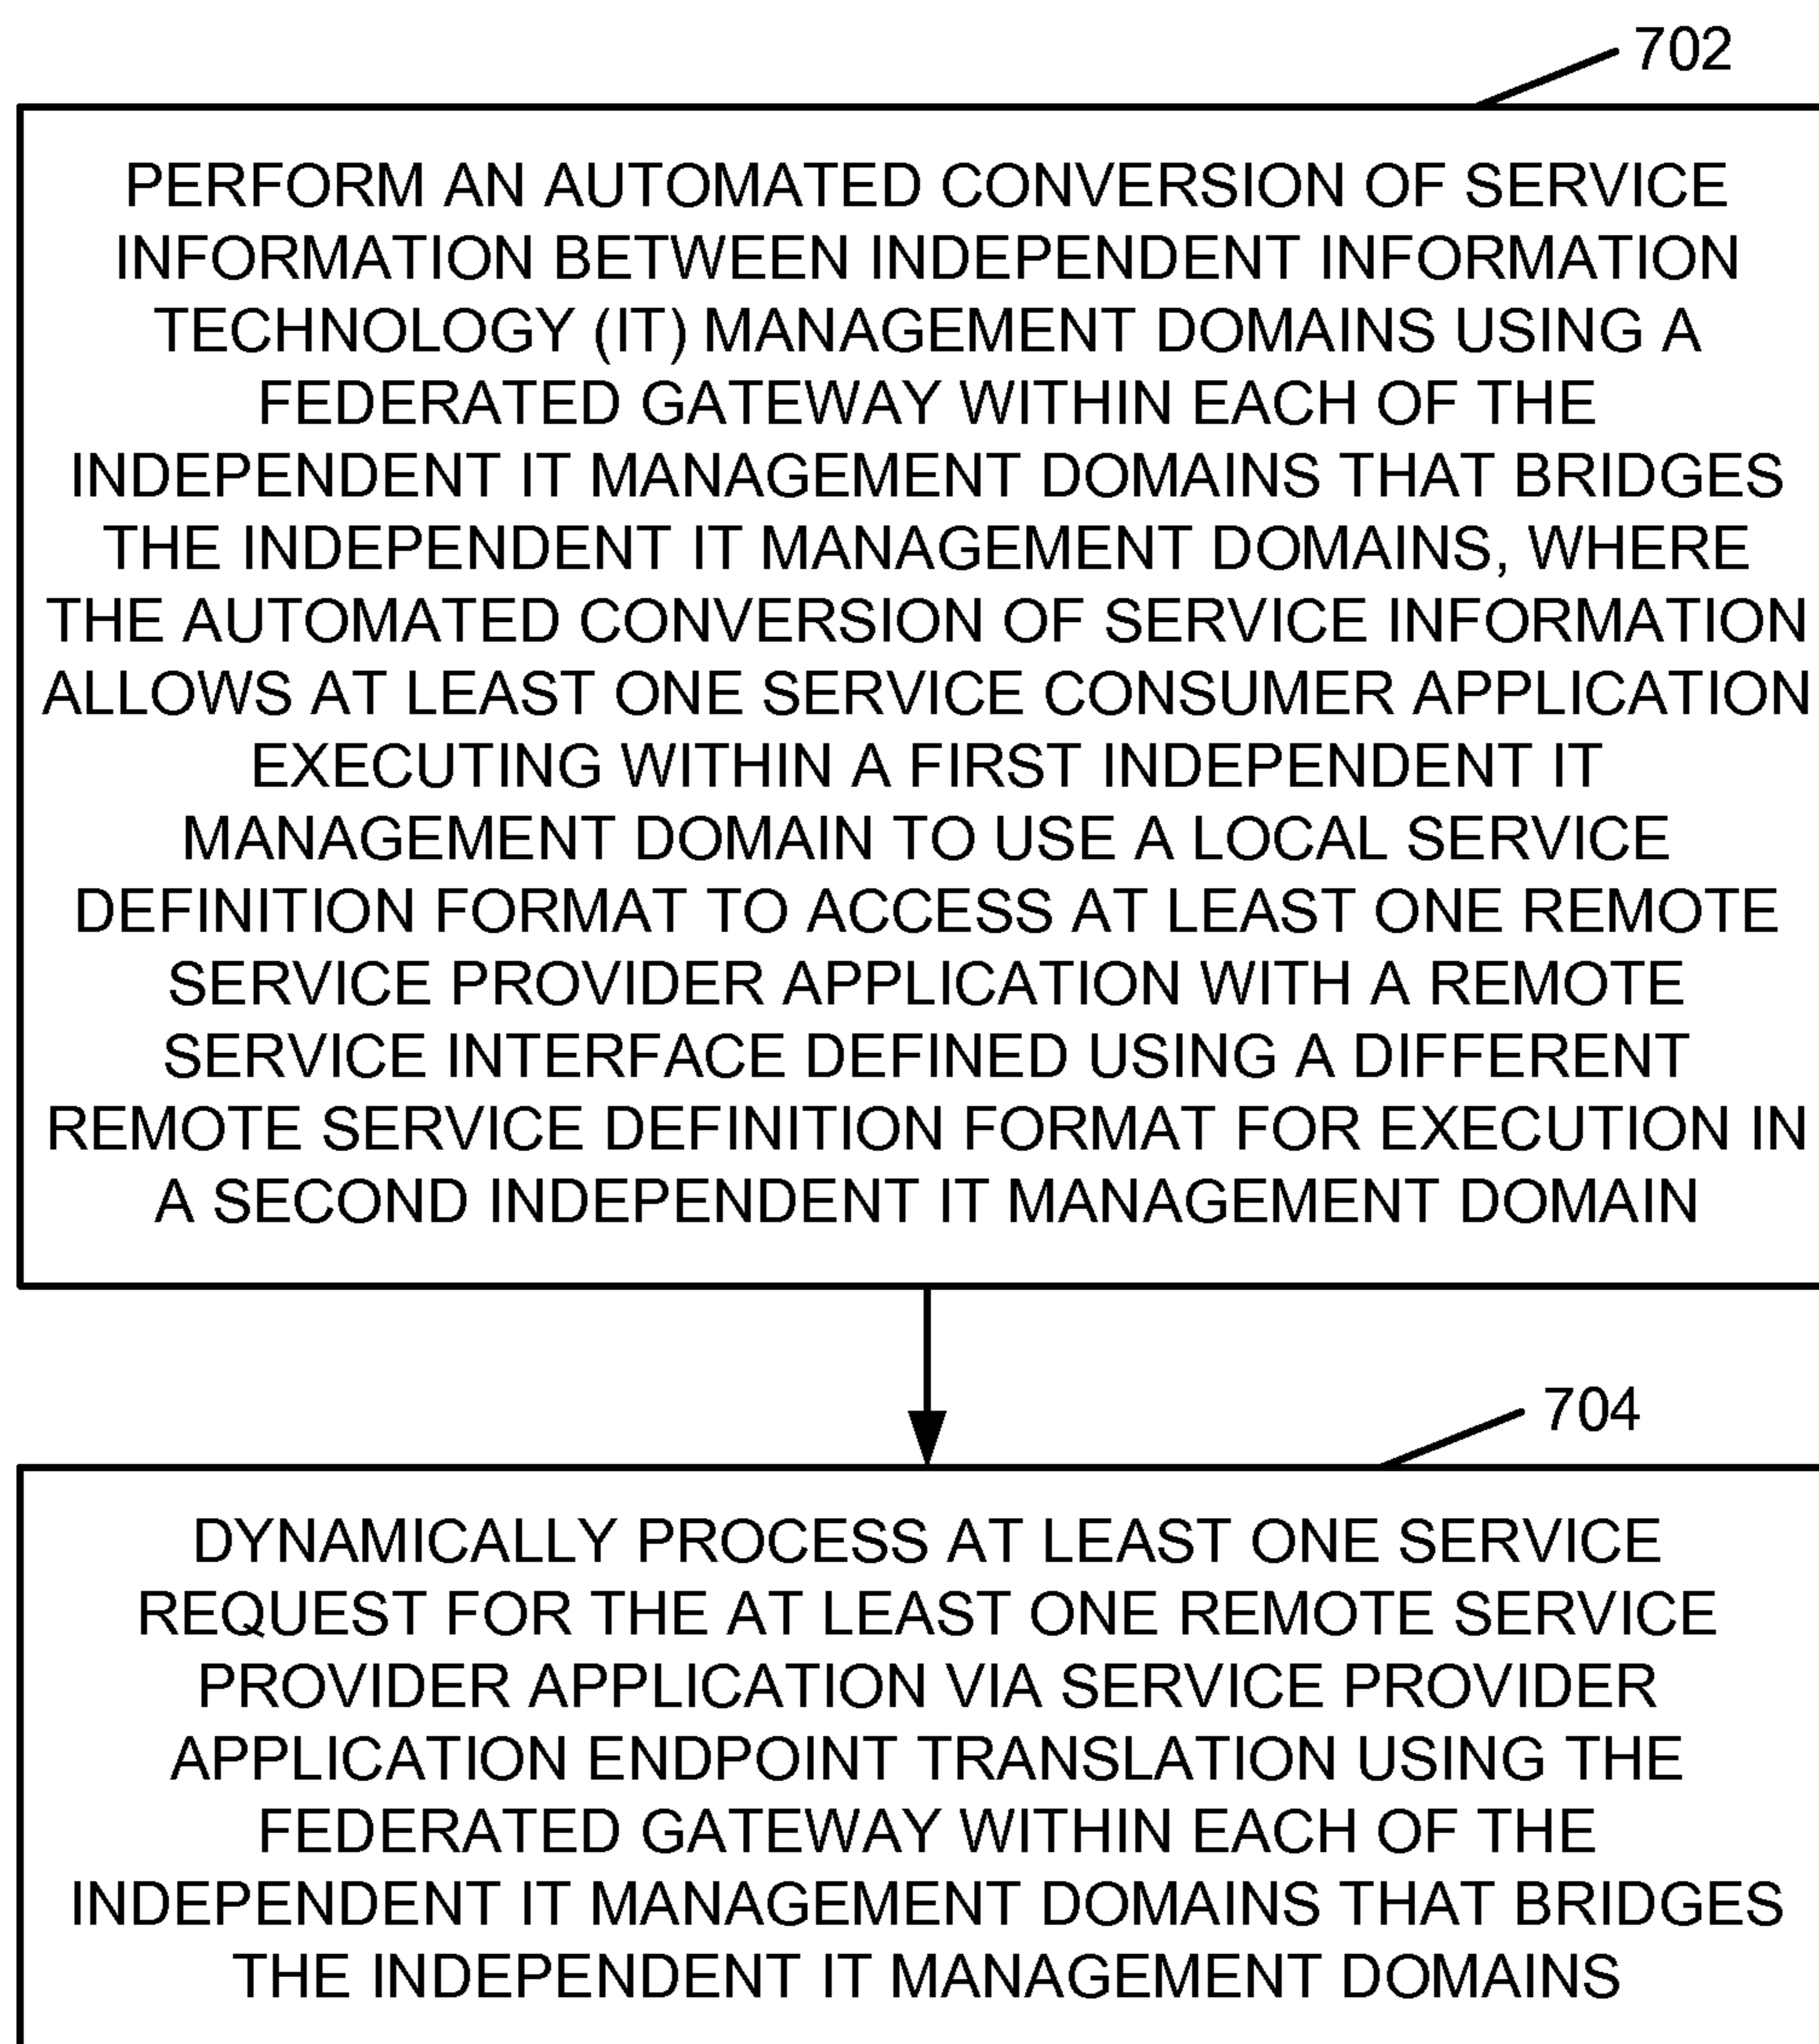 702
PERFORM AN AUTOMATED CONVERSION OF SERVICE
INFORMATION BETWEEN INDEPENDENT INFORMATION
TECHNOLOGY (IT) MANAGEMENT DOMAINS USING A
FEDERATED GATEWAY WITHIN EACH OF THE
INDEPENDENT IT MANAGEMENT DOMAINS THAT BRIDGES
THE INDEPENDENT IT MANAGEMENT DOMAINS, WHERE
THE AUTOMATED CONVERSION OF SERVICE INFORMATION
ALLOWS AT LEAST ONE SERVICE CONSUMER APPLICATION
EXECUTING WITHIN A FIRST INDEPENDENT IT
MANAGEMENT DOMAIN TO USE A LOCAL SERVICE
DEFINITION FORMAT TO ACCESS AT LEAST ONE REMOTE
SERVICE PROVIDER APPLICATION WITH A REMOTE
SERVICE INTERFACE DEFINED USING A DIFFERENT
REMOTE SERVICE DEFINITION FORMAT FOR EXECUTION IN
A SECOND INDEPENDENT IT MANAGEMENT DOMAIN
704
DYNAMICALLY PROCESS AT LEAST ONE SERVICE
REQUEST FOR THE AT LEAST ONE REMOTE SERVICE
PROVIDER APPLICATION VIA SERVICE PROVIDER
APPLICATION ENDPOINT TRANSLATION USING THE
FEDERATED GATEWAY WITHIN EACH OF THE
INDEPENDENT IT MANAGEMENT DOMAINS THAT BRIDGES
THE INDEPENDENT IT MANAGEMENT DOMAINS